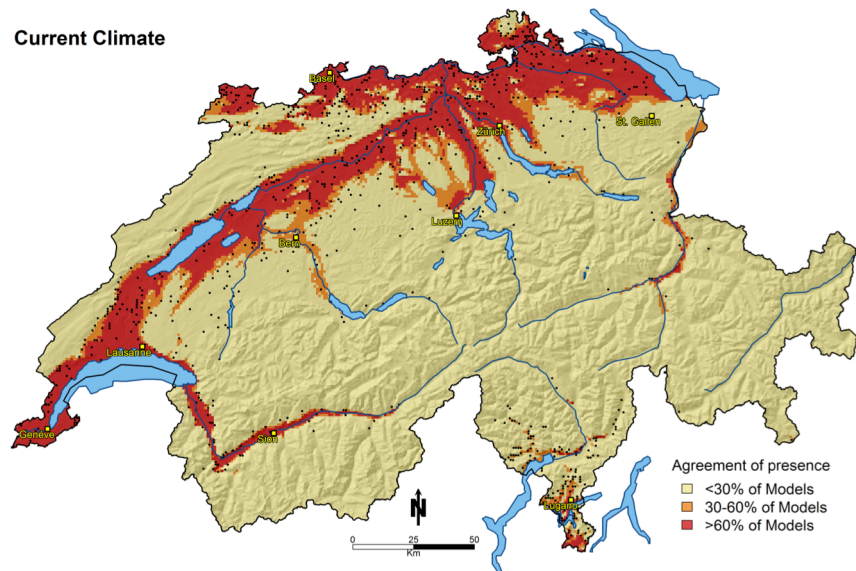 Current Climate
Basel
Zürich
St. Gallen
Luzern
Bern
Lausanne
Genève
Sion
Lugano
Agreement of presence
<30% of Models
30-60% of Models
>60% of Models
N
0 25 50
Km